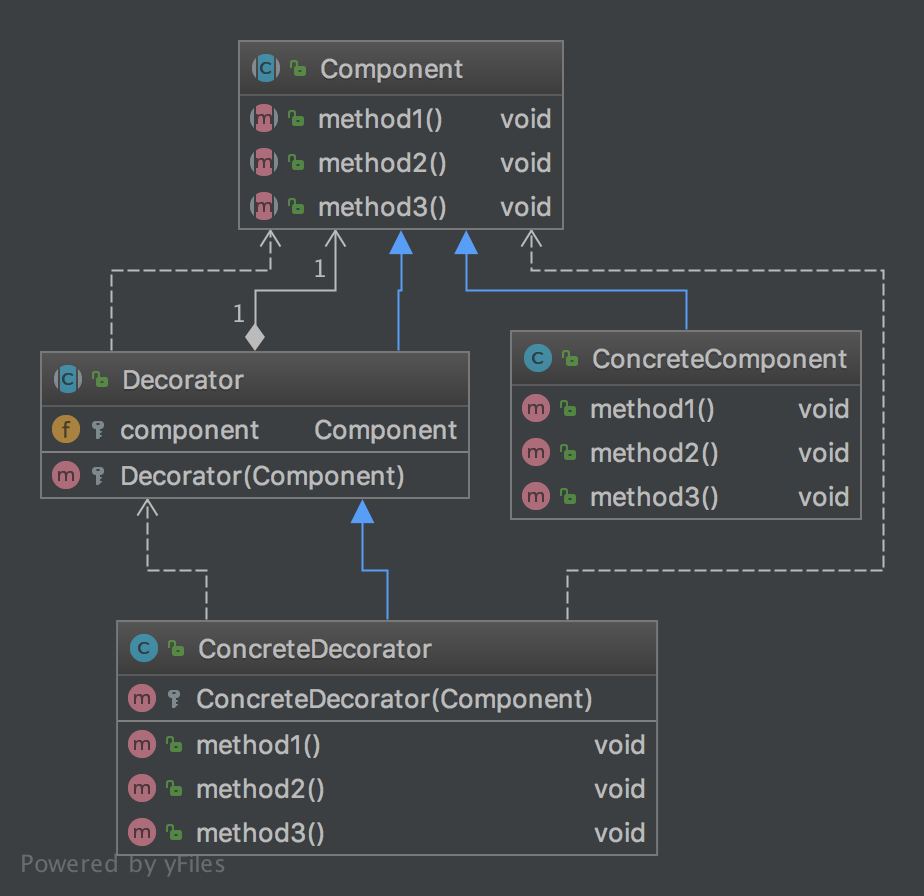 Component
method1() void
method2() void
method3() void
1
1
Decorator
component Component
Decorator(Component)
ConcreteComponent
method1() void
method2() void
method3() void
ConcreteDecorator
ConcreteDecorator(Component)
method1() void
method2() void
method3() void
Powered by yFiles